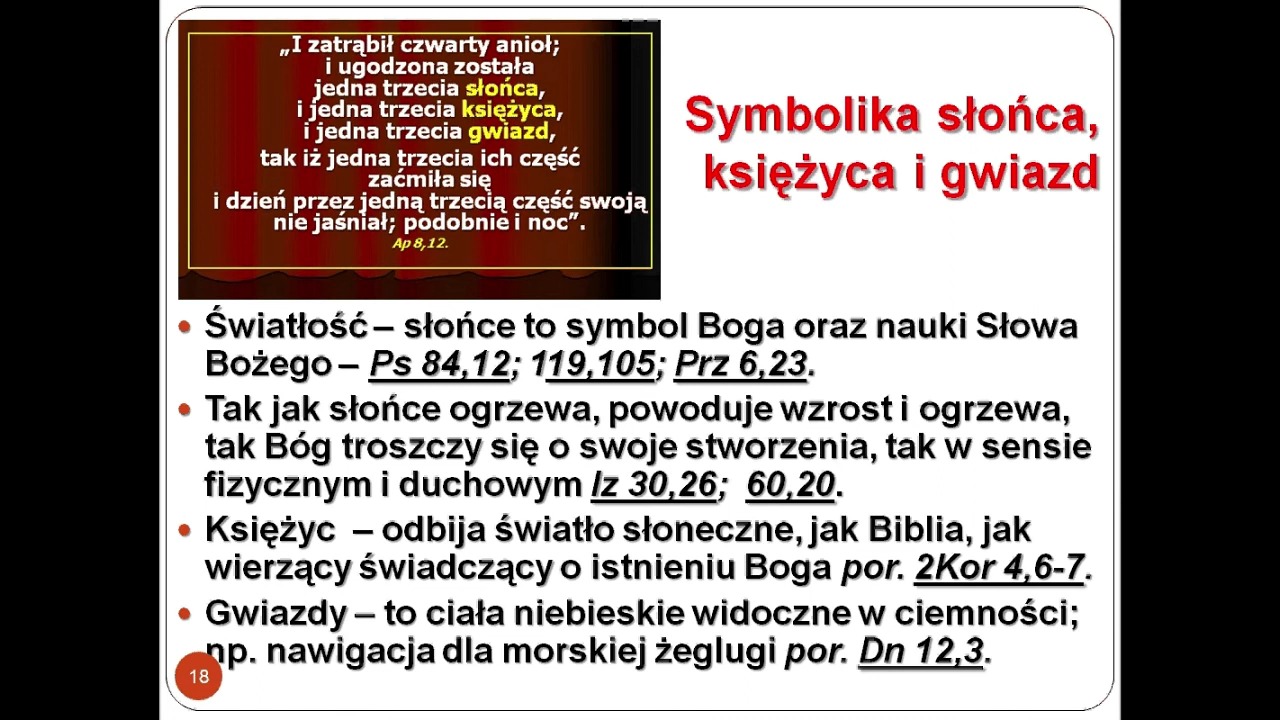 „I zatrąbił czwarty anioł;
i ugodzona została
jedna trzecia słońca,
i jedna trzecia księżyca,
i jedna trzecia gwiazd,
tak iż jedna trzecia ich część
zaćmiła się
i dzień przez jedną trzecią część swoją
nie jaśniał; podobnie i noc”.
Ap 8,12.
Symbolika słońca,
księżyca i gwiazd
• Światłość – słońce to symbol Boga oraz nauki Słowa
Bożego – Ps 84,12; 119,105; Prz 6,23.
• Tak jak słońce ogrzewa, powoduje wzrost i ogrzewa,
tak Bóg troszczy się o swoje stworzenia, tak w sensie
fizycznym i duchowym Iz 30,26; 60,20.
• Księżyc – odbija światło słoneczne, jak Biblia, jak
wierzący świadczący o istnieniu Boga por. 2Kor 4,6-7.
• Gwiazdy – to ciała niebieskie widoczne w ciemności;
np. nawigacja dla morskiej żeglugi por. Dn 12,3.
18